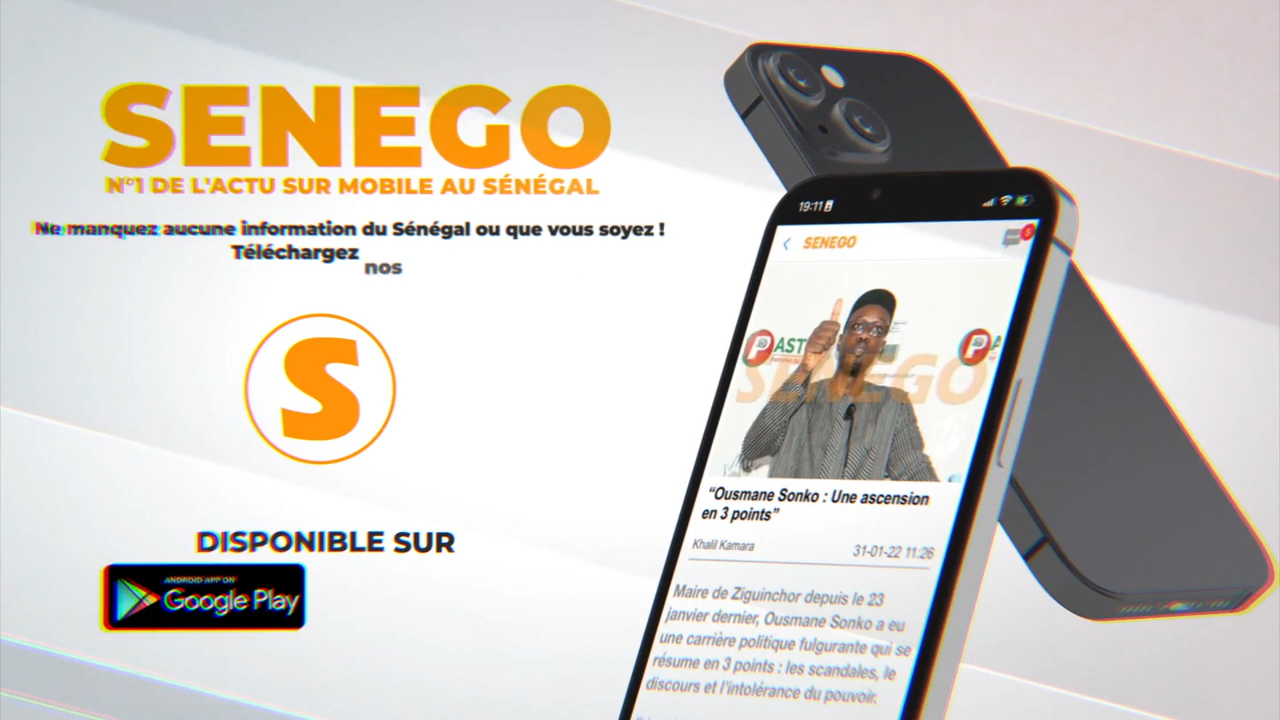 SENEGO
N°1 DE L'ACTU SUR MOBILE AU SÉNÉGAL
Ne manquez aucune information du Sénégal ou que vous soyez !
Téléchargez
nos
S
DISPONIBLE SUR
ANDROID APP ON
Google Play
19:11
SENEGO
5
PAST
PA
SENEGO
“Ousmane Sonko : Une ascension
en 3 points”
Khalil Kamara 31-01-22 11:26
Maire de Ziguinchor depuis le 23
janvier dernier, Ousmane Sonko a eu
une carrière politique fulgurante qui se
résume en 3 points : les scandales, le
discours et l'intolérance du pouvoir.